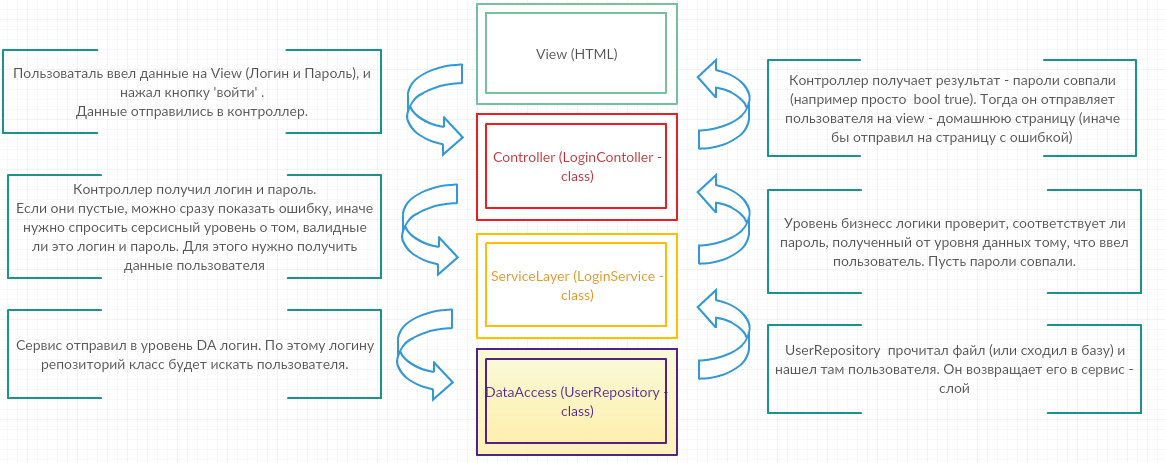 View (HTML)
Пользователь ввел данные на View (Логин и Пароль), и
нажал кнопку 'войти' .
Данные отправились в контроллер.
Контроллер получает результат - пароли совпали
(например просто bool true). Тогда он отправляет
пользователя на view - домашнюю страницу (иначе
бы отправил на страницу с ошибкой)
Controller (LoginContoller -
class)
Контроллер получил логин и пароль.
Если они пустые, можно сразу показать ошибку, иначе
нужно спросить серсисный уровень о том, валидные
ли это логин и пароль. Для этого нужно получить
данные пользователя
Уровень бизнесс логики проверит, соответствует ли
пароль, полученный от уровня данных тому, что ввел
пользователь. Пусть пароли совпали.
ServiceLayer (LoginService -
class)
Сервис отправил в уровень DA логин. По этому логину
репозиторий класс будет искать пользователя.
UserRepository прочитал файл (или сходил в базу) и
нашел там пользователя. Он возвращает его в сервис -
слой
DataAccess (UserRepository -
class)